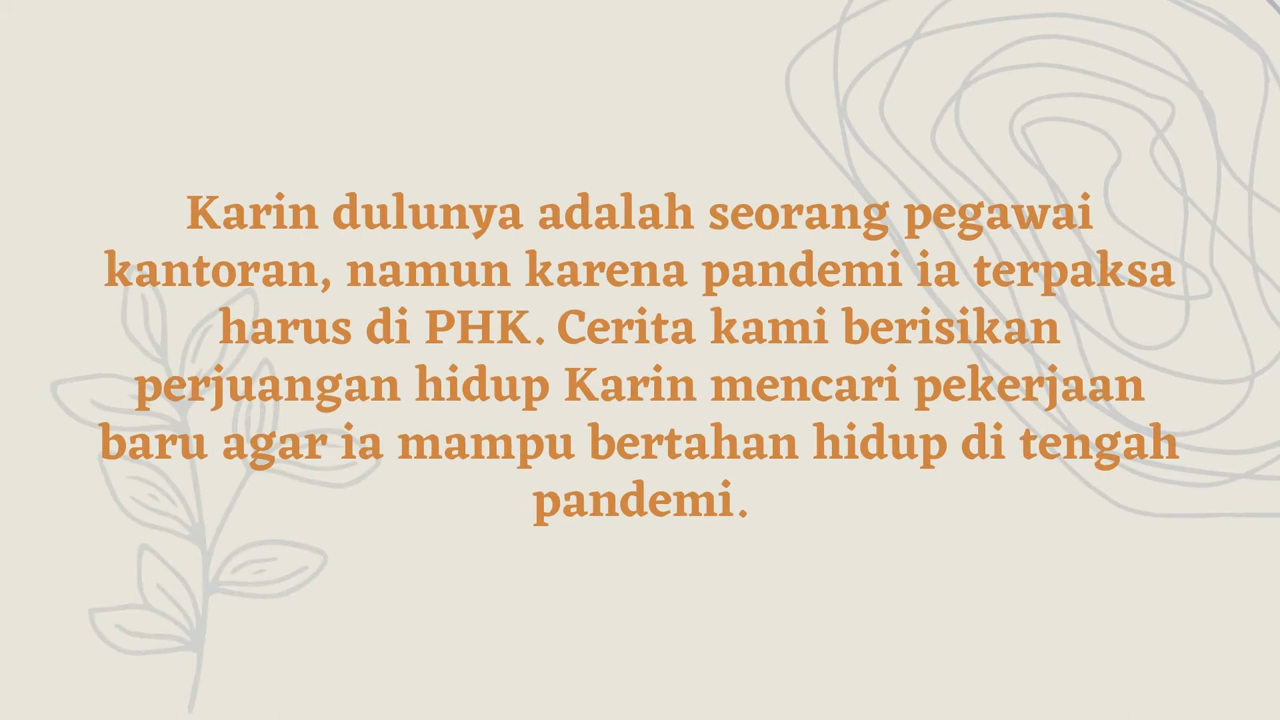 Karin dulunya adalah seorang pegawai
kantoran, namun karena pandemi ia terpaksa
harus di PHK. Cerita kami berisikan
perjuangan hidup Karin mencari pekerjaan
baru agar ia mampu bertahan hidup di tengah
pandemi.